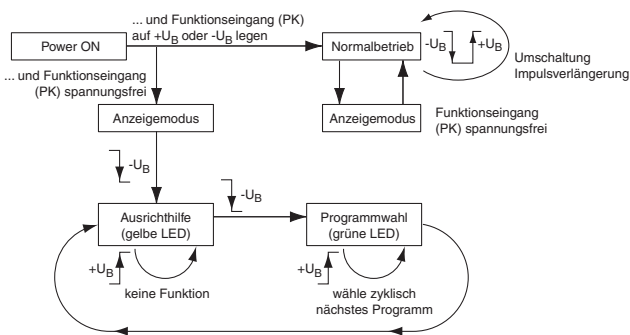 ... und Funktionseingang (PK)
auf +UB oder -UB legen
Power ON
Normalbetrieb
-UB
+UB
Umschaltung
Impulsverlängerung
... und Funktionseingang
(PK) spannungsfrei
Anzeigemodus
Anzeigemodus
Funktionseingang
(PK) spannungsfrei
-UB
-UB
Ausrichthilfe
(gelbe LED)
Programmwahl
(grüne LED)
+UB
keine Funktion
+UB
wähle zyklisch
nächstes Programm